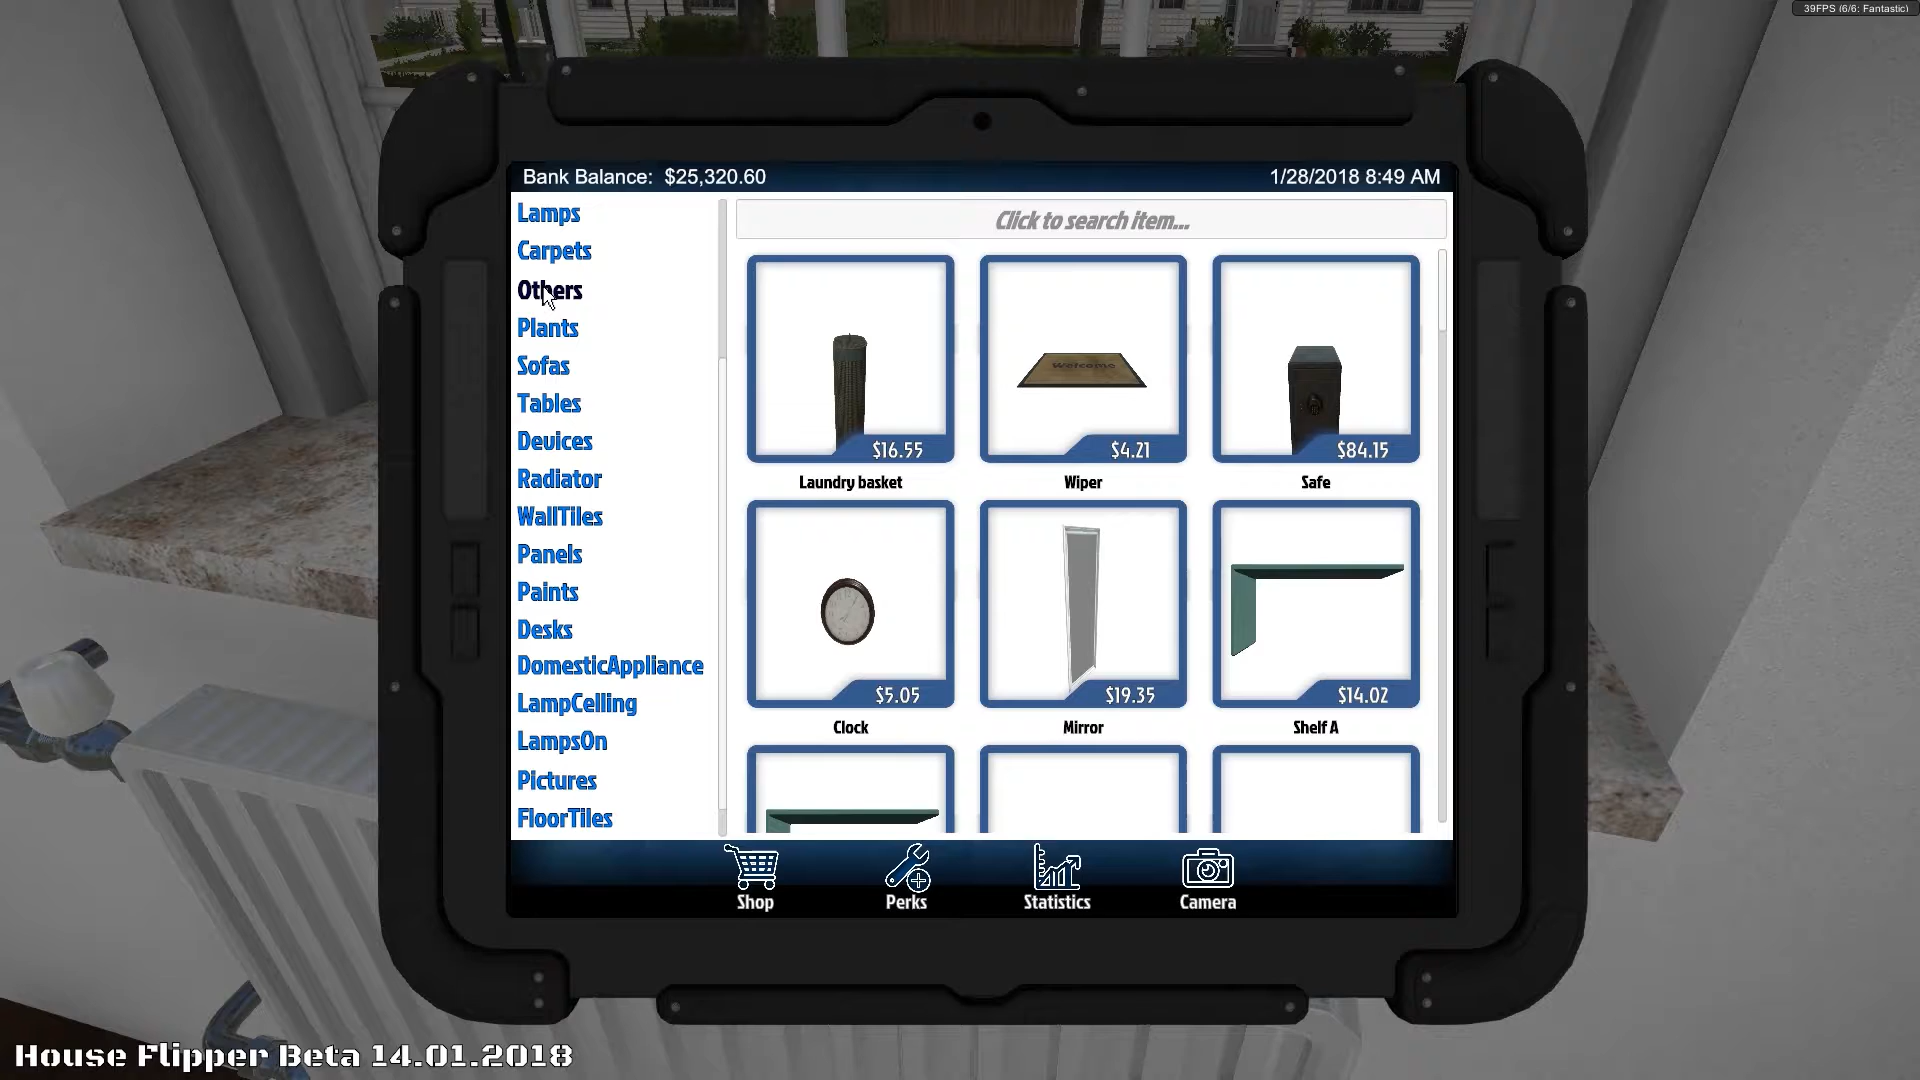 39FPS (6/6: Fantastic)
Bank Balance: $25,320.60
1/28/2018 8:49 AM
Lamps
Carpets
Others
Plants
Sofas
Tables
Devices
Radiator
WallTiles
Panels
Paints
Desks
DomesticAppliance
LampCelling
LampsOn
Pictures
FloorTiles
Click to search item...
$16.55
Laundry basket
Welcome
$4.21
Wiper
$84.15
Safe
$5.05
Clock
$19.35
Mirror
$14.02
Shelf A
Shop
Perks
Statistics
Camera
House Flipper Beta 14.01.2018